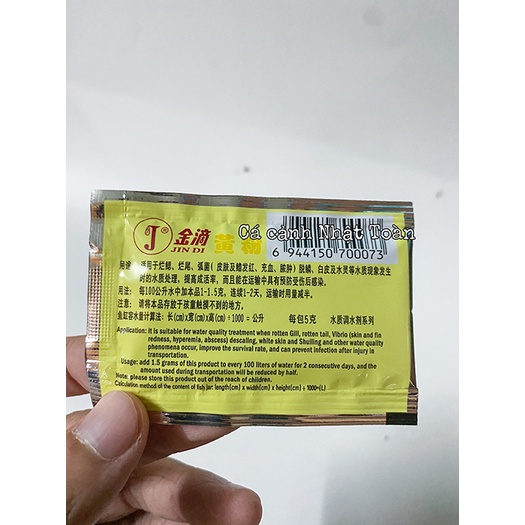 金滴
JIN DI
黄粉
Cá cảnh Nhật Toàn
6 944150 700073
用途：适用于烂鳃、烂尾、弧菌(皮肤及鳍发红、充血、脓肿)脱鳞、白皮及水霉等水质现象发生
时的水质处理，提高成活率，而且能在运输中具有预防受伤后感染。
用法：每100公升水中加本品1-1.5克，连续1-2天，运输时用量减半。
注意：请将本品存放于孩童触摸不到的地方。
鱼缸容水量计算法：长(cm)x宽(cm)x高(cm)÷1000=公升 每包5克 水质调水剂系列
Application: it is suitable for water quality treatment when rotten Gill, rotten tail, Vibrio (skin and fin
redness, hyperemia, abscess) descaling, white skin and Shuiling and other water quality
phenomena occur, improve the survival rate, and can prevent infection after injury in
transportation.
Usage: add 1.5 grams of this product to every 100 liters of water for 2 consecutive days, and the
amount used during transportation will be reduced by half.
Note: please store this product out of the reach of children.
Calculation method of the content of fish jar: length(cm) x width(cm) x height(cm) ÷ 1000=(L)